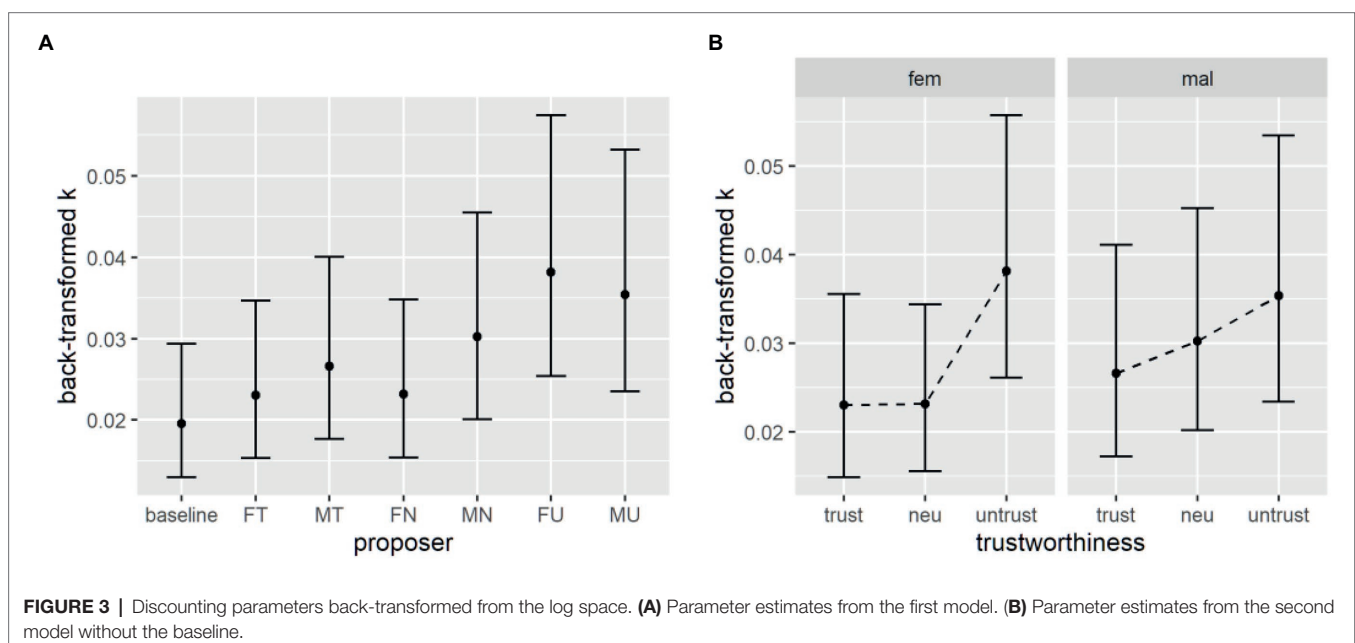 A
back-transformed k
0.05
0.04
0.03
0.02
baseline FT MT FN MN FU MU
proposer
B
fem mal
back-transformed k
0.05
0.04
0.03
0.02
trust neu untrust trust neu untrust
trustworthiness
FIGURE 3 | Discounting parameters back-transformed from the log space. (A) Parameter estimates from the first model. (B) Parameter estimates from the second
model without the baseline.